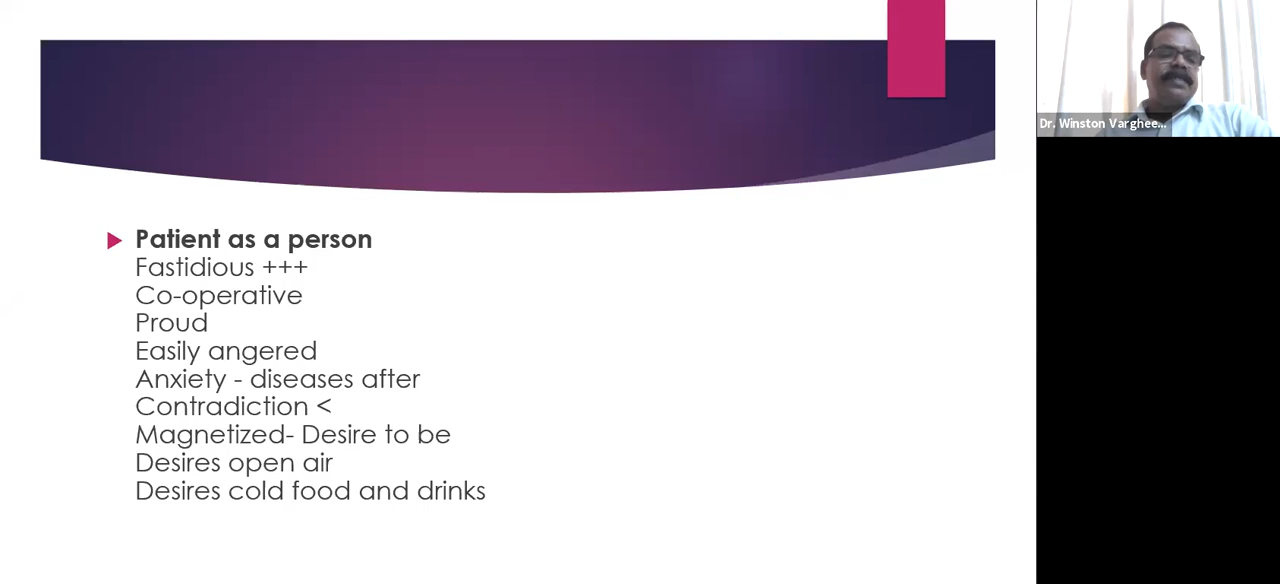 Patient as a person
Fastidious +++
Co-operative
Proud
Easily angered
Anxiety - diseases after
Contradiction <
Magnetized- Desire to be
Desires open air
Desires cold food and drinks
Dr. Winston Varghee...